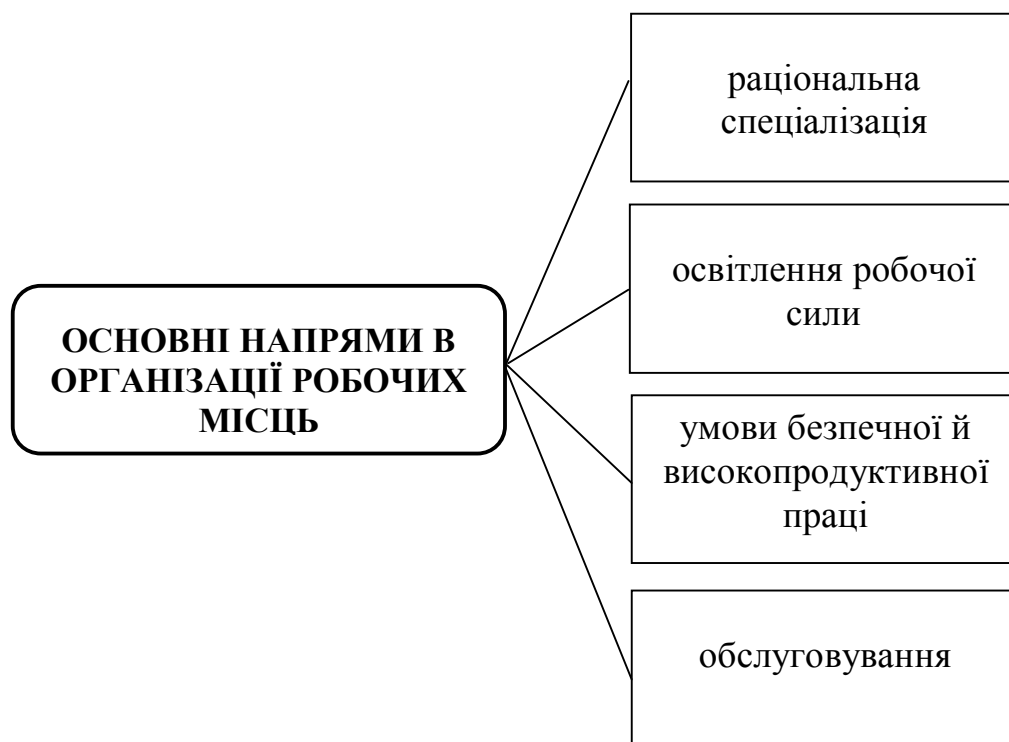 раціональна
спеціалізація
освітлення робочої
сили
ОСНОВНІ НАПРЯМИ В
ОРГАНІЗАЦІЇ РОБОЧИХ
МІСЦЬ
умови безпечної й
високопродуктивної
праці
обслуговування